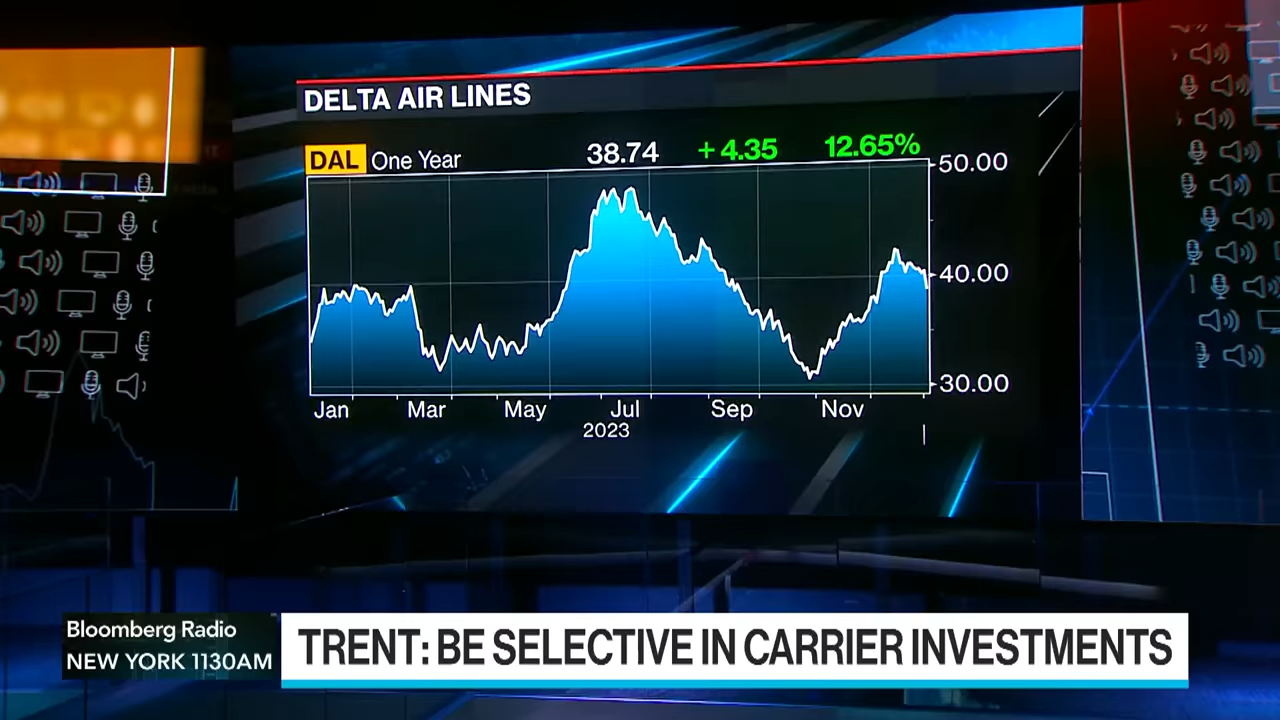 DELTA AIR LINES
DAL One Year 38.74 +4.35 12.65%
50.00
40.00
30.00
Jan Mar May Jul Sep Nov
2023
Bloomberg Radio
NEW YORK 1130AM
TRENT: BE SELECTIVE IN CARRIER INVESTMENTS